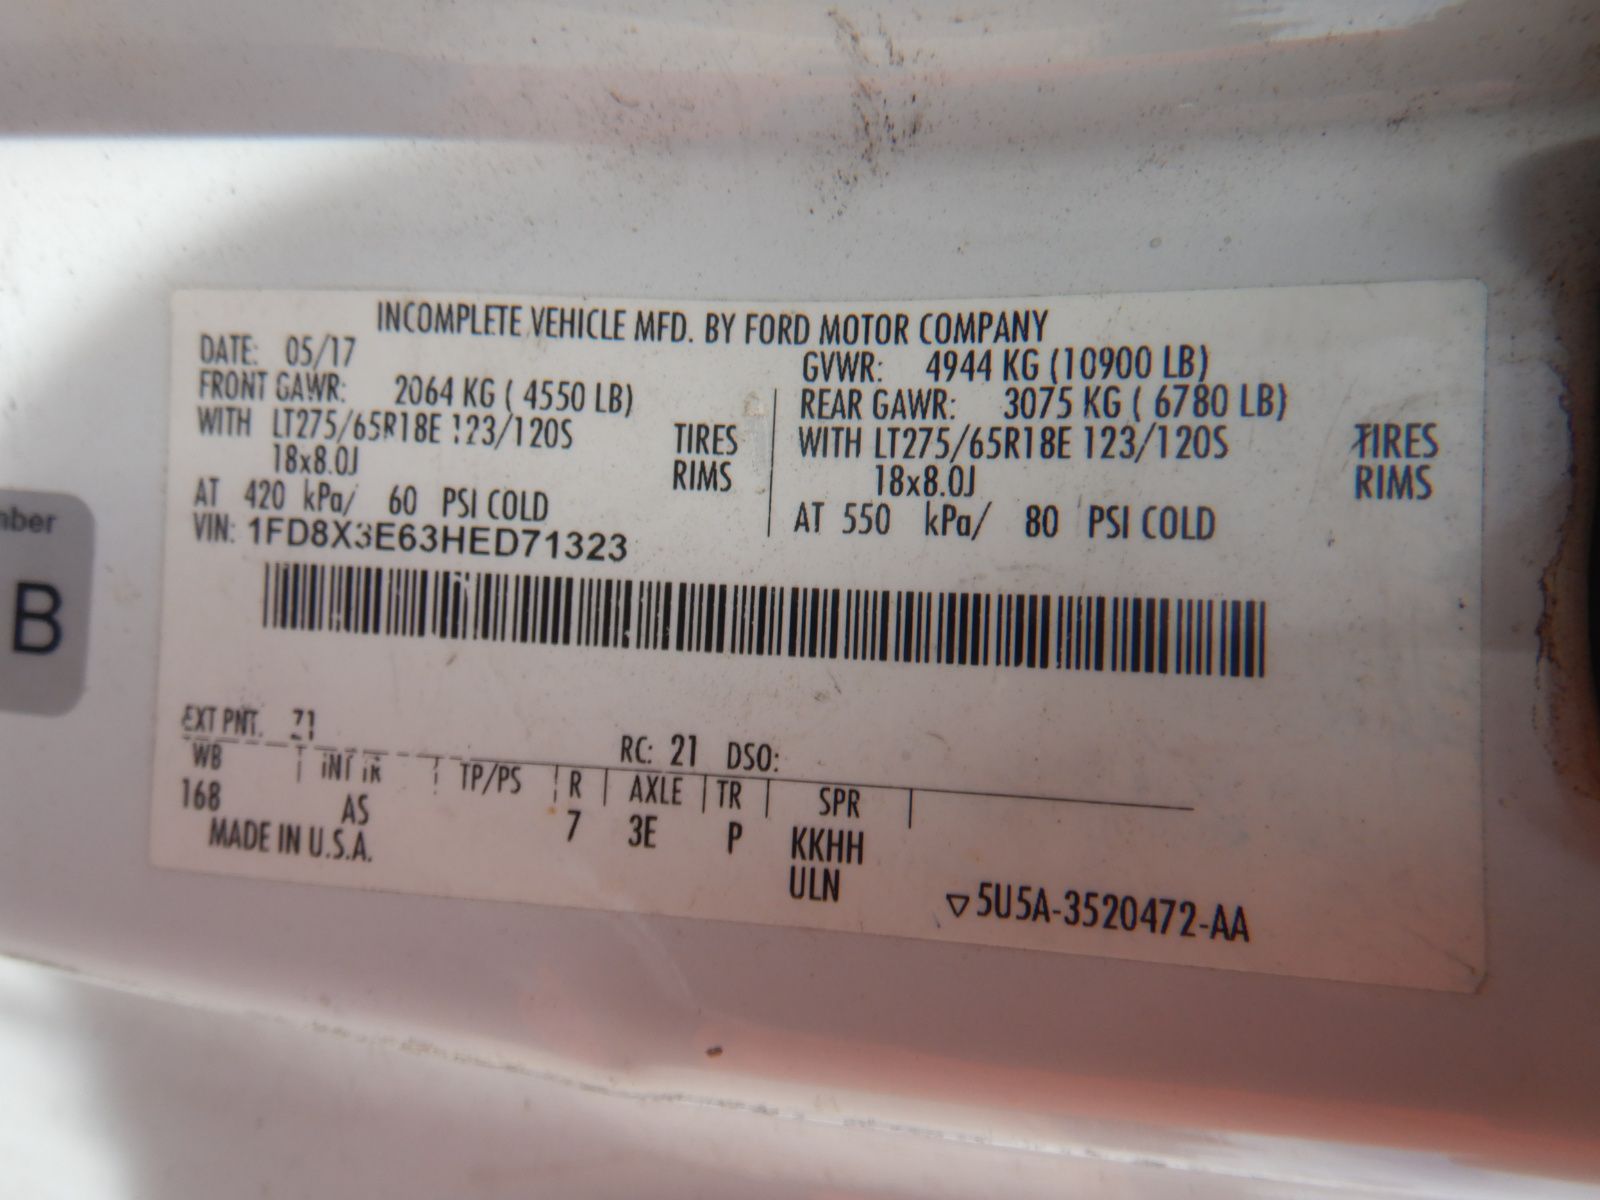 INCOMPLETE VEHICLE MFD. BY FORD MOTOR COMPANY
DATE: 05/17 GVWR: 4944 KG (10900 LB)
FRONT GAWR: 2064 KG ( 4550 LB) REAR GAWR: 3075 KG ( 6780 LB)
WITH LT275/65R18E 123/120S TIRES WITH LT275/65R18E 123/120S TIRES
18x8.0J RIMS 18x8.0J RIMS
AT 420 kPa/ 60 PSI COLD AT 550 kPa/ 80 PSI COLD
VIN: 1FD8X3E63HED71323
mber
B
EXT PNT. Z1 RC: 21 DSO:
WB INT TR TP/PS R AXLE TR SPR
168 AS 7 3E P KKHH
MADE IN U.S.A. ULN
▽5U5A-3520472-AA